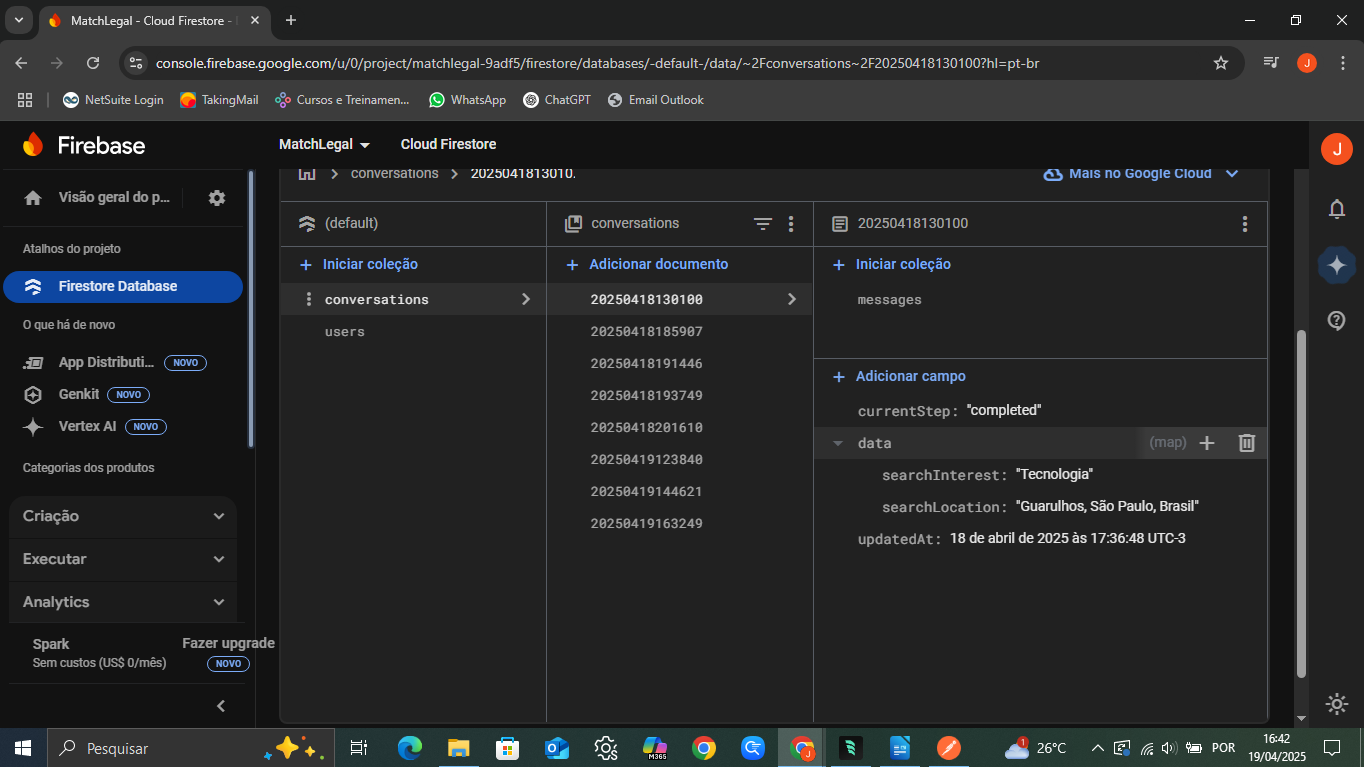 MatchLegal - Cloud Firestore -
console.firebase.google.com/u/0/project/matchlegal-9adf5/firestore/databases/-default-/data/~2Fconversations~2F20250418130100?hl=pt-br
J
NetSuite Login
TakingMail
Cursos e Treinamen...
WhatsApp
ChatGPT
Email Outlook
Firebase
MatchLegal
Cloud Firestore
J
conversations
2025041813010.
Mais no Google Cloud
Visão geral do p...
Atalhos do projeto
Firestore Database
O que há de novo
App Distributi... NOVO
Genkit NOVO
Vertex AI NOVO
Categorias dos produtos
Criação
Executar
Analytics
Spark
Sem custos (US$ 0/mês)
Fazer upgrade
NOVO
(default)
Iniciar coleção
conversations
users
conversations
Adicionar documento
20250418130100
20250418185907
20250418191446
20250418193749
20250418201610
20250419123840
20250419144621
20250419163249
20250418130100
Iniciar coleção
messages
Adicionar campo
currentStep: "completed"
data (map)
searchInterest: "Tecnologia"
searchLocation: "Guarulhos, São Paulo, Brasil"
updatedAt: 18 de abril de 2025 às 17:36:48 UTC-3
Pesquisar
M365
J
1
26°C
POR
16:42
19/04/2025